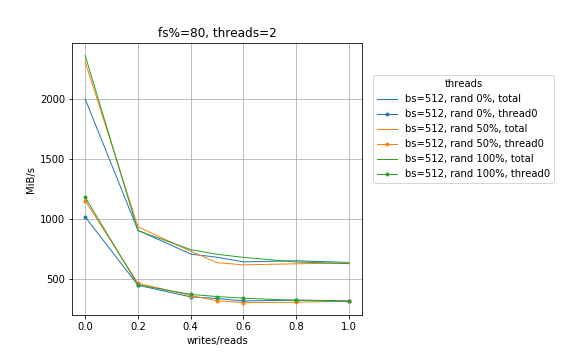 fs%=80, threads=2
2000
1500
1000
500
MiB/s
0.0 0.2 0.4 0.6 0.8 1.0
writes/reads
threads
bs=512, rand 0%, total
bs=512, rand 0%, thread0
bs=512, rand 50%, total
bs=512, rand 50%, thread0
bs=512, rand 100%, total
bs=512, rand 100%, thread0